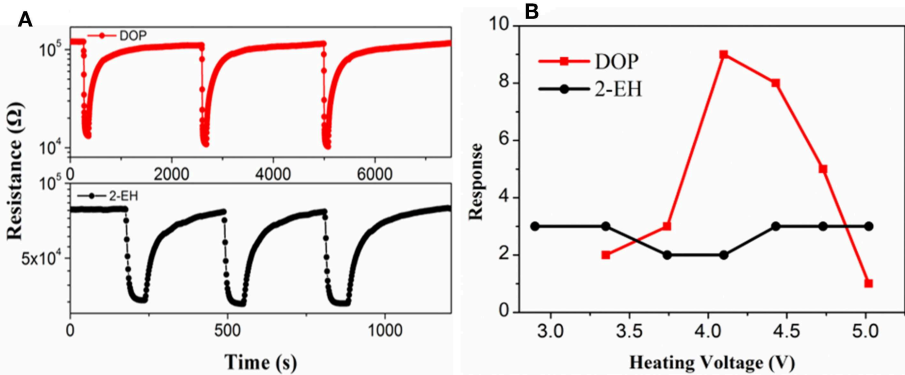 A
DOP
10⁵
10⁴
0 2000 4000 6000
2-EH
10⁵
5x10⁴
0 500 1000
Resistance (Ω)
Time (s)
B
10
8
6
4
2
0
DOP
2-EH
Response
3.0 3.5 4.0 4.5 5.0
Heating Voltage (V)